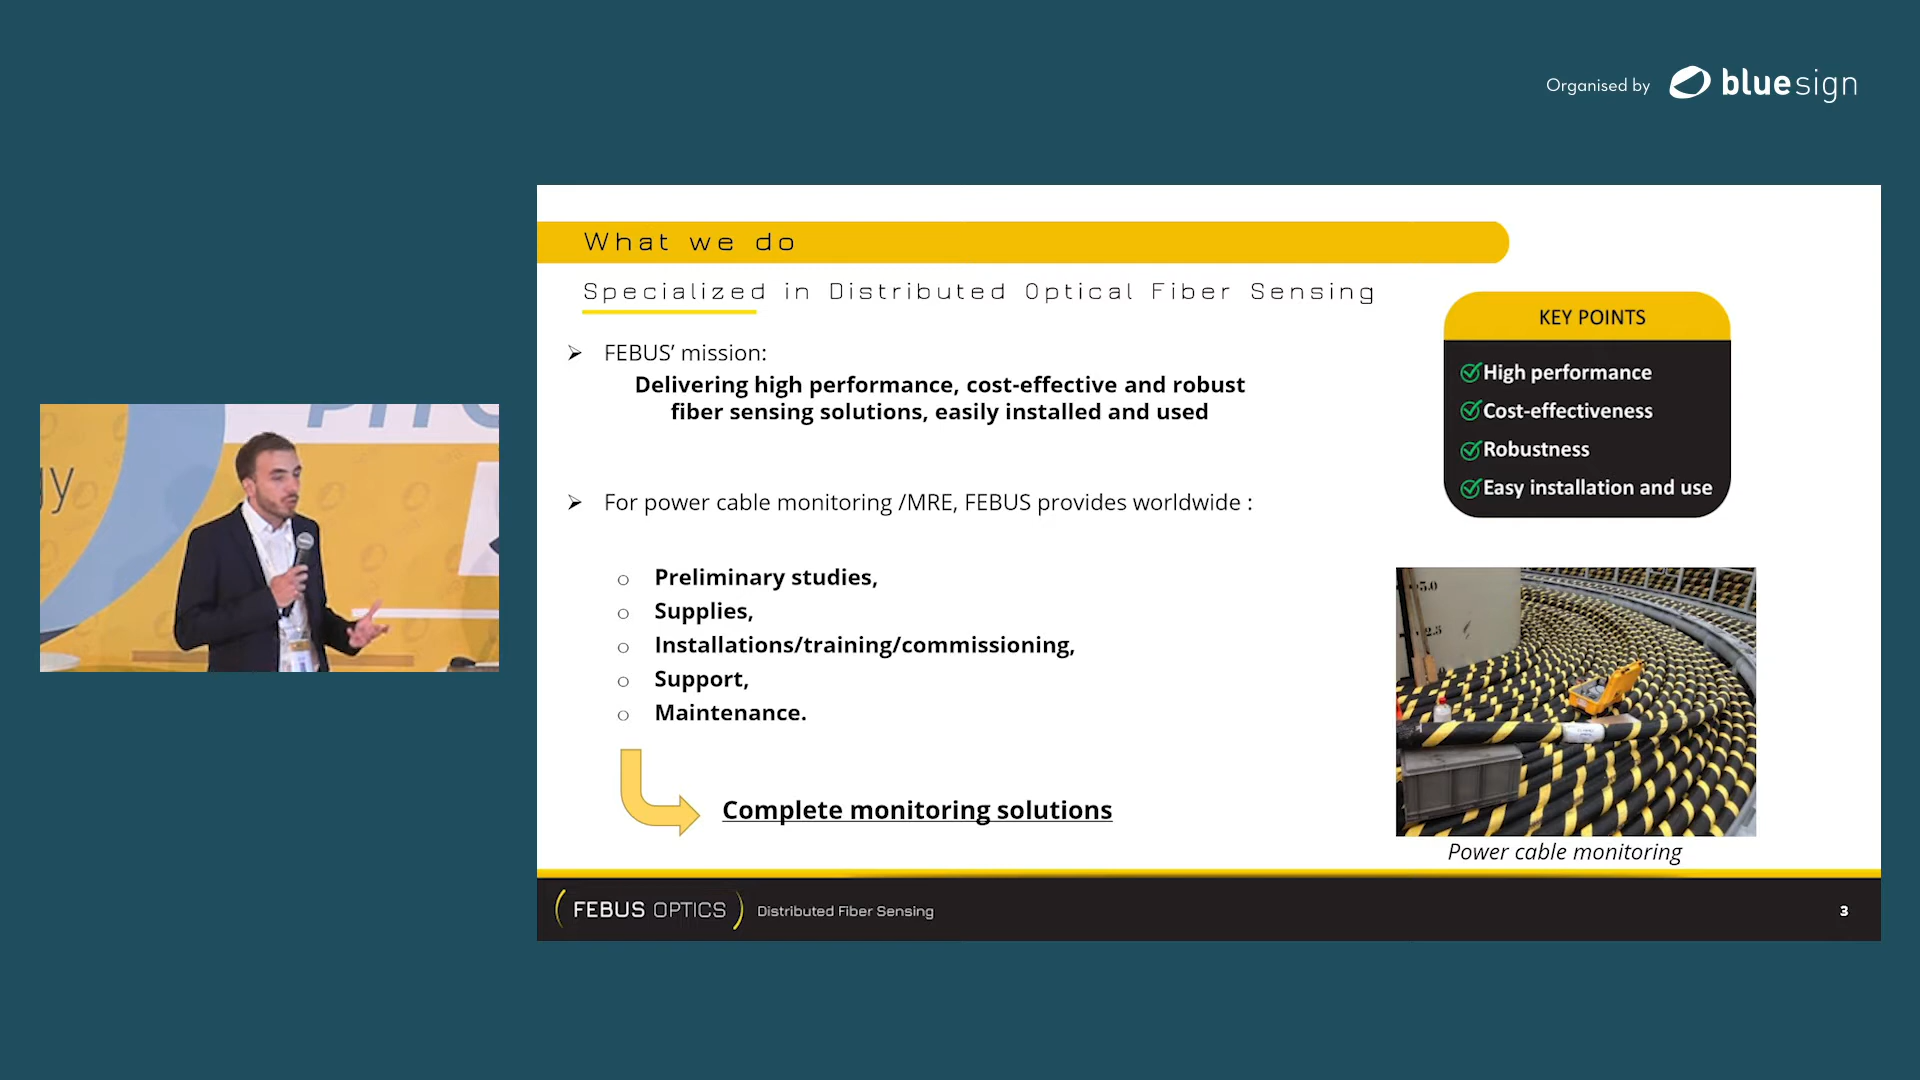 Organised by bluesign
What we do
Specialized in Distributed Optical Fiber Sensing
FEBUS’ mission:
Delivering high performance, cost-effective and robust
fiber sensing solutions, easily installed and used
For power cable monitoring /MRE, FEBUS provides worldwide :
Preliminary studies,
Supplies,
Installations/training/commissioning,
Support,
Maintenance.
Complete monitoring solutions
KEY POINTS
High performance
Cost-effectiveness
Robustness
Easy installation and use
Power cable monitoring
FEBUS OPTICS
Distributed Fiber Sensing
3